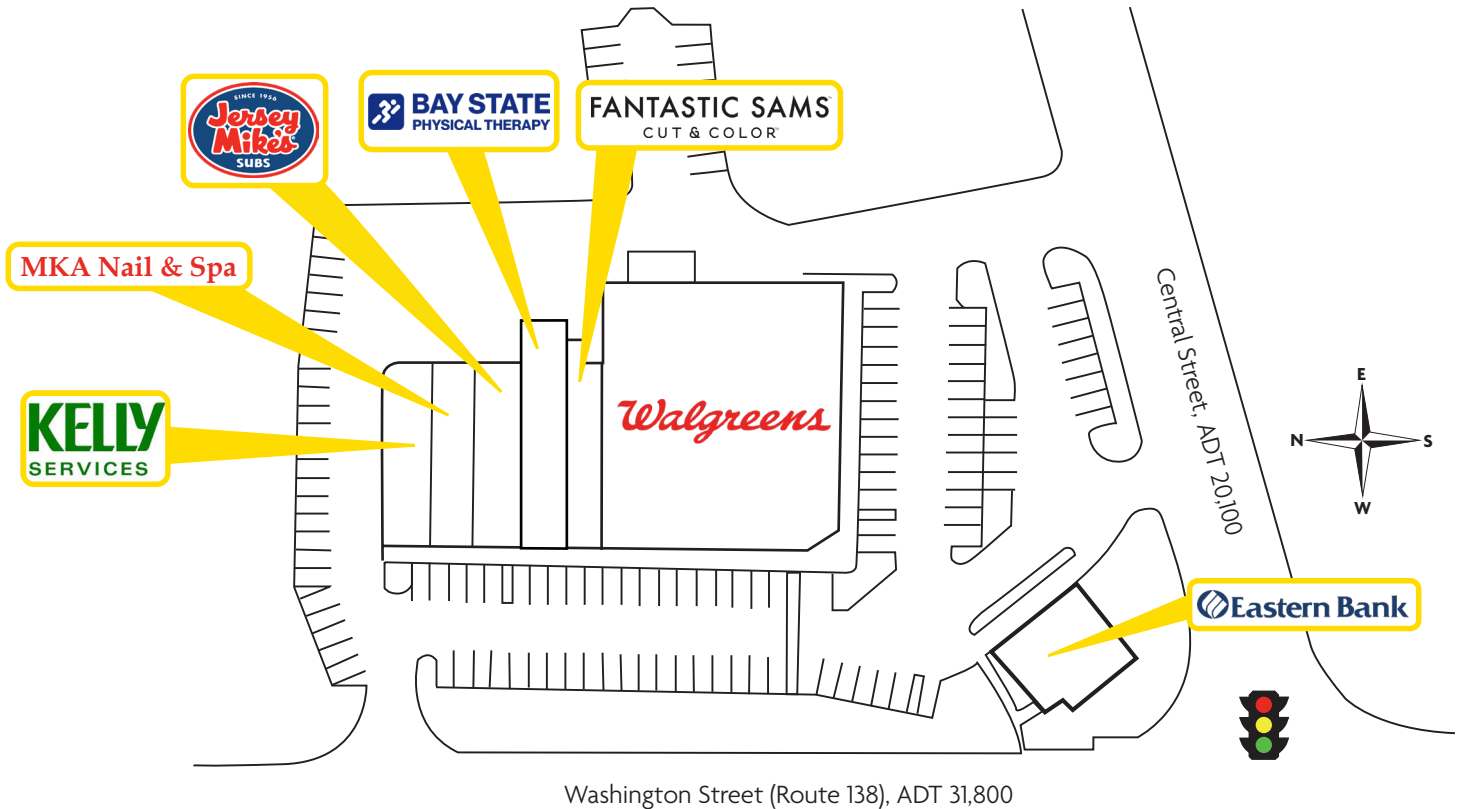 SINCE 1956
Jersey
Mike's
SUBS
BAY STATE
PHYSICAL THERAPY
FANTASTIC SAMS
CUT & COLOR
MKA Nail & Spa
KELLY
SERVICES
Walgreens
Central Street, ADT 20,100
E
N
S
W
Eastern Bank
Washington Street (Route 138), ADT 31,800